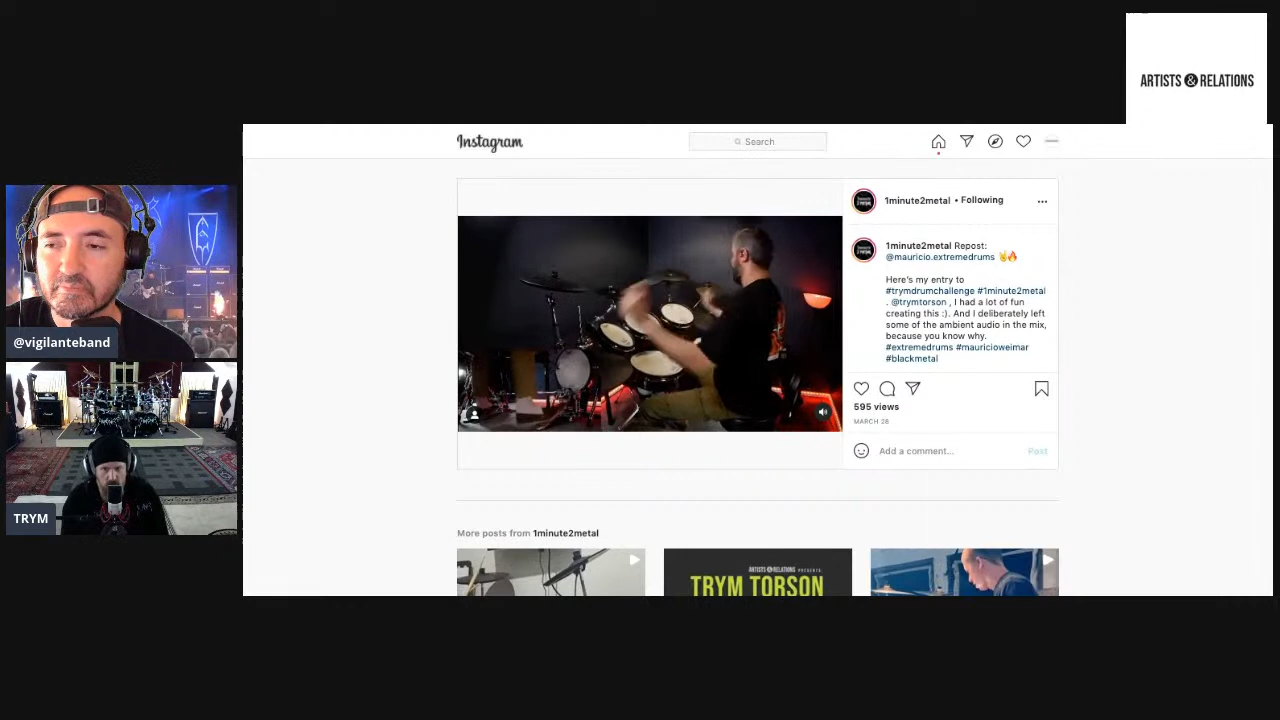 ARTISTS & RELATIONS
Instagram
Search
1minute2metal • Following
1minute2metal Repost:
@mauricio.extremedrums 🤘🔥
Here's my entry to
#trymdrumchallenge #1minute2metal
. @trymtorson , I had a lot of fun
creating this :). And I deliberately left
some of the ambient audio in the mix,
because you know why.
#extremedrums #mauricioweimar
#blackmetal
595 views
MARCH 28
Add a comment...
Post
@vigilanteband
TRYM
More posts from 1minute2metal
ARTISTS & RELATIONS PRESENTS:
TRYM TORSON